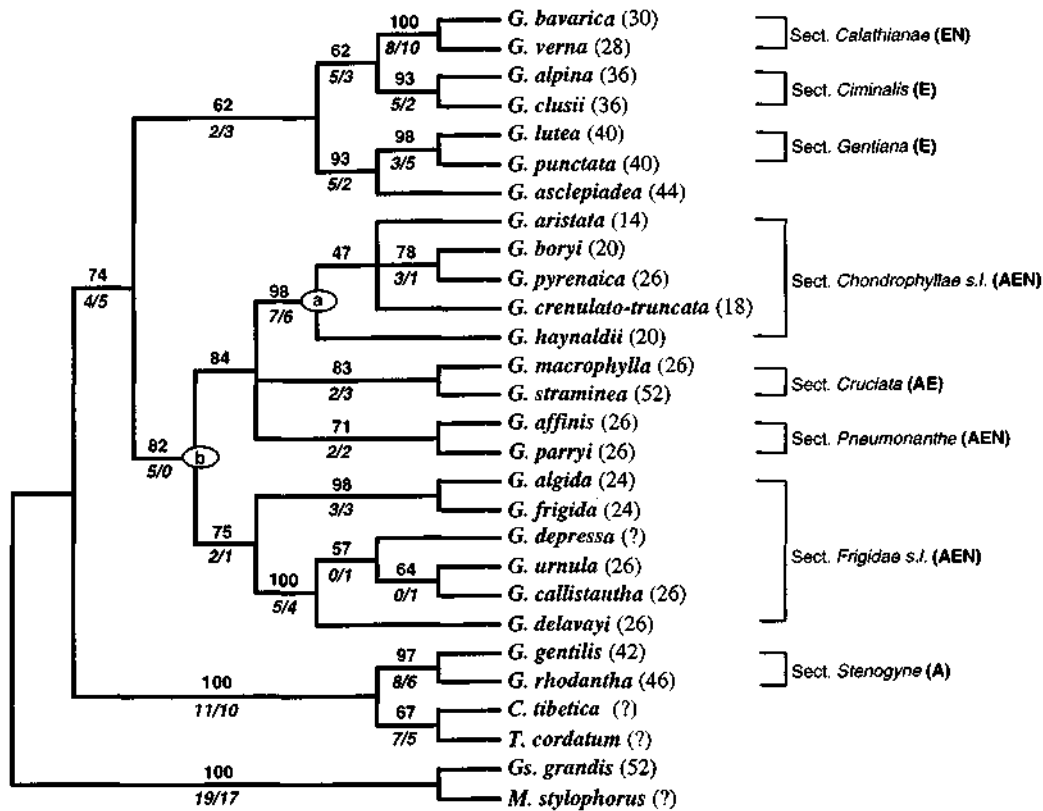 G. bavarica (30)
100
8/10
G. verna (28)
Sect. Calathianae (EN)
62
5/3
G. alpina (36)
93
5/2
G. clusii (36)
Sect. Ciminalis (E)
62
2/3
G. lutea (40)
98
3/5
G. punctata (40)
Sect. Gentiana (E)
93
5/2
G. asclepiadea (44)
G. aristata (14)
47
G. boryi (20)
78
3/1
G. pyrenaica (26)
Sect. Chondrophyllae s.l. (AEN)
74
4/5
98
7/6
a
G. crenulato-truncata (18)
G. haynaldii (20)
84
G. macrophylla (26)
83
2/3
G. straminea (52)
Sect. Cruciata (AE)
G. affinis (26)
71
2/2
G. parryi (26)
Sect. Pneumonanthe (AEN)
82
5/0
b
G. algida (24)
98
3/3
G. frigida (24)
75
2/1
G. depressa (?)
57
0/1
G. urnula (26)
Sect. Frigidae s.l. (AEN)
64
0/1
G. callistautha (26)
100
5/4
G. delavayi (26)
G. gentilis (42)
97
8/6
G. rhodantha (46)
Sect. Stenogyne (A)
100
11/10
C. tibetica (?)
67
7/5
T. cordatum (?)
Gs. grandis (52)
100
19/17
M. stylophorus (?)